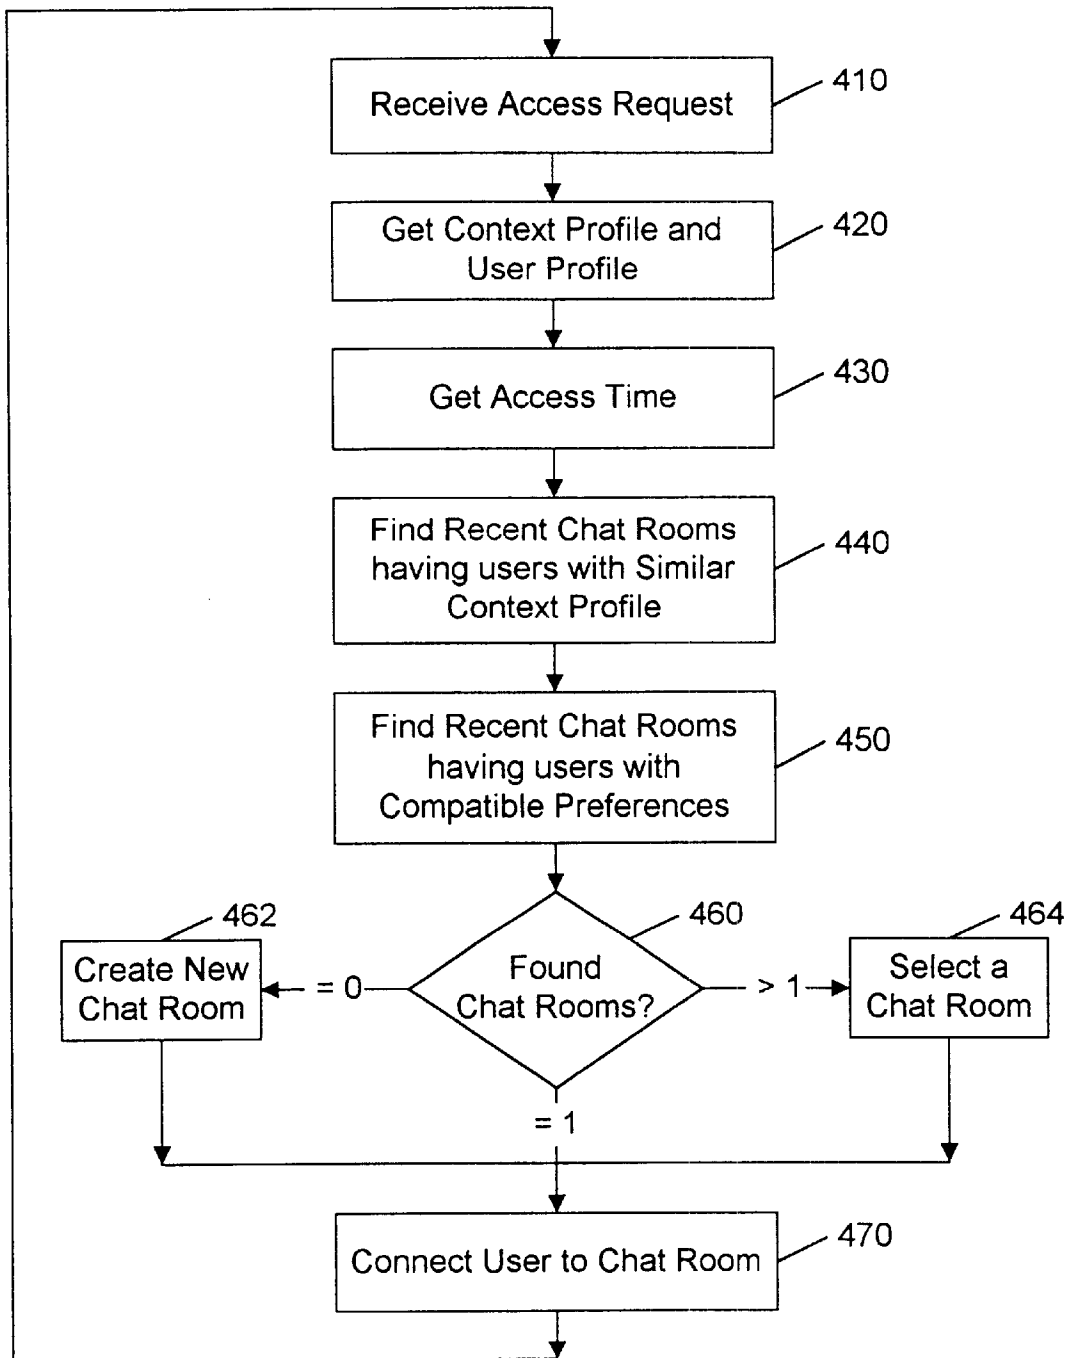 Receive Access Request
410
Get Context Profile and
User Profile
420
Get Access Time
430
Find Recent Chat Rooms
having users with Similar
Context Profile
440
Find Recent Chat Rooms
having users with
Compatible Preferences
450
462
Create New
Chat Room
= 0
460
Found
Chat Rooms?
> 1
464
Select a
Chat Room
= 1
Connect User to Chat Room
470